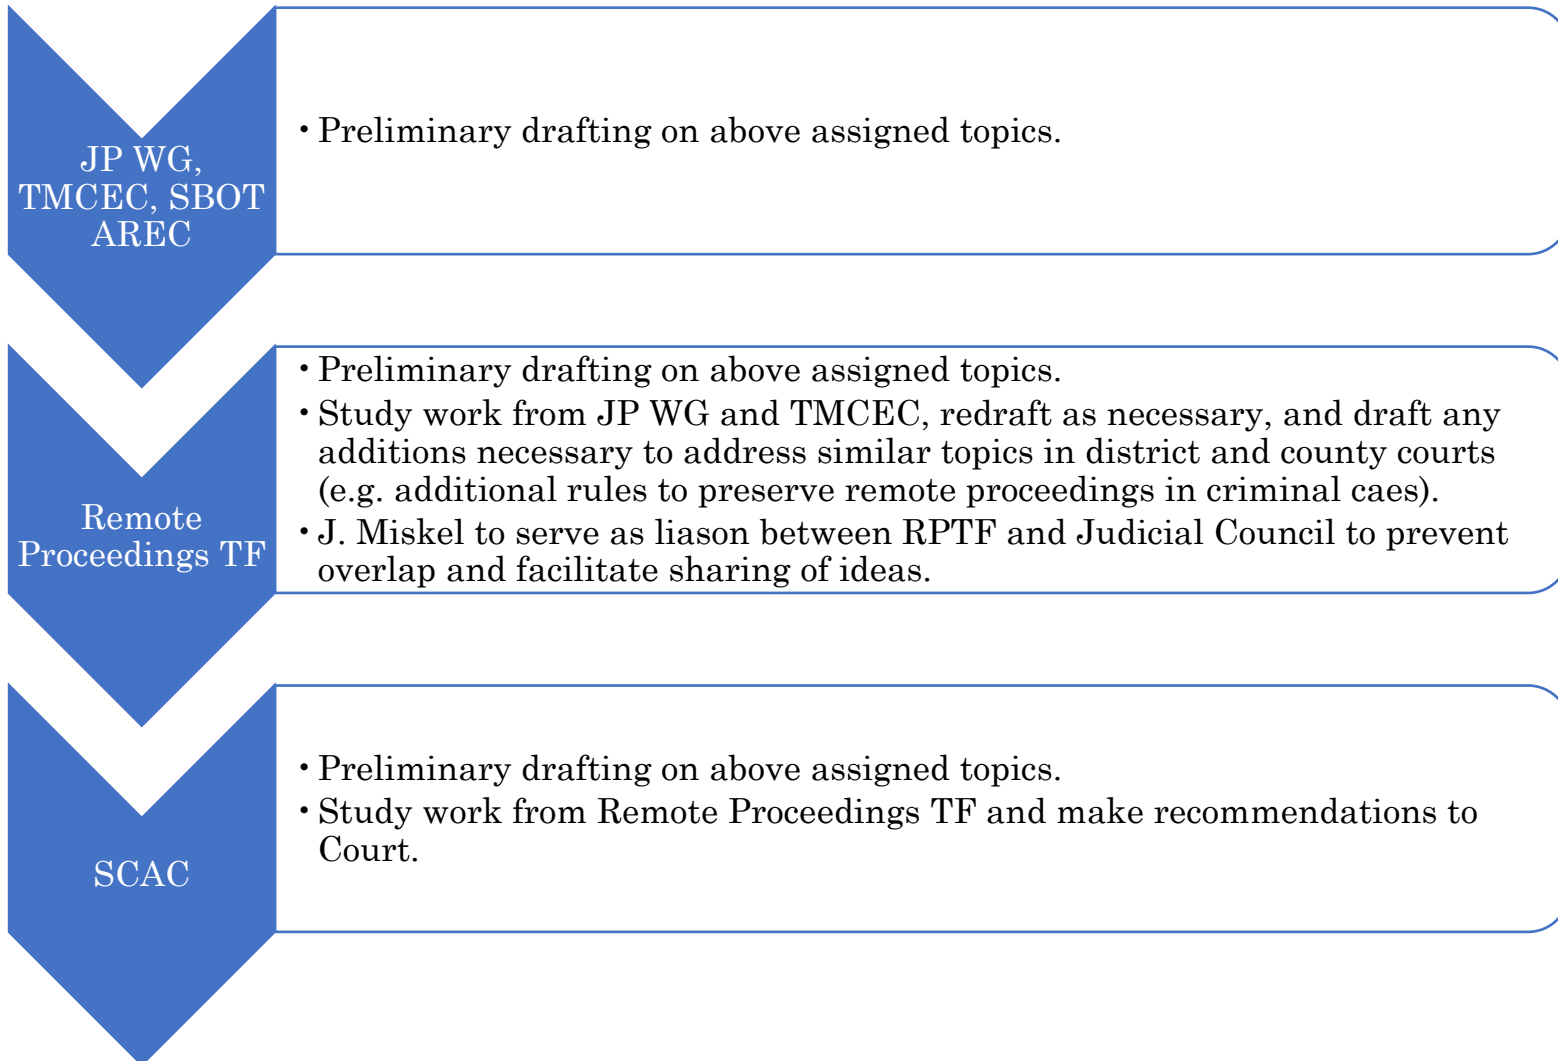 JP WG,
TMCEC, SBOT
AREC
• Preliminary drafting on above assigned topics.
Remote
Proceedings TF
• Preliminary drafting on above assigned topics.
• Study work from JP WG and TMCEC, redraft as necessary, and draft any
additions necessary to address similar topics in district and county courts
(e.g. additional rules to preserve remote proceedings in criminal caes).
• J. Miskel to serve as liason between RPTF and Judicial Council to prevent
overlap and facilitate sharing of ideas.
SCAC
• Preliminary drafting on above assigned topics.
• Study work from Remote Proceedings TF and make recommendations to
Court.